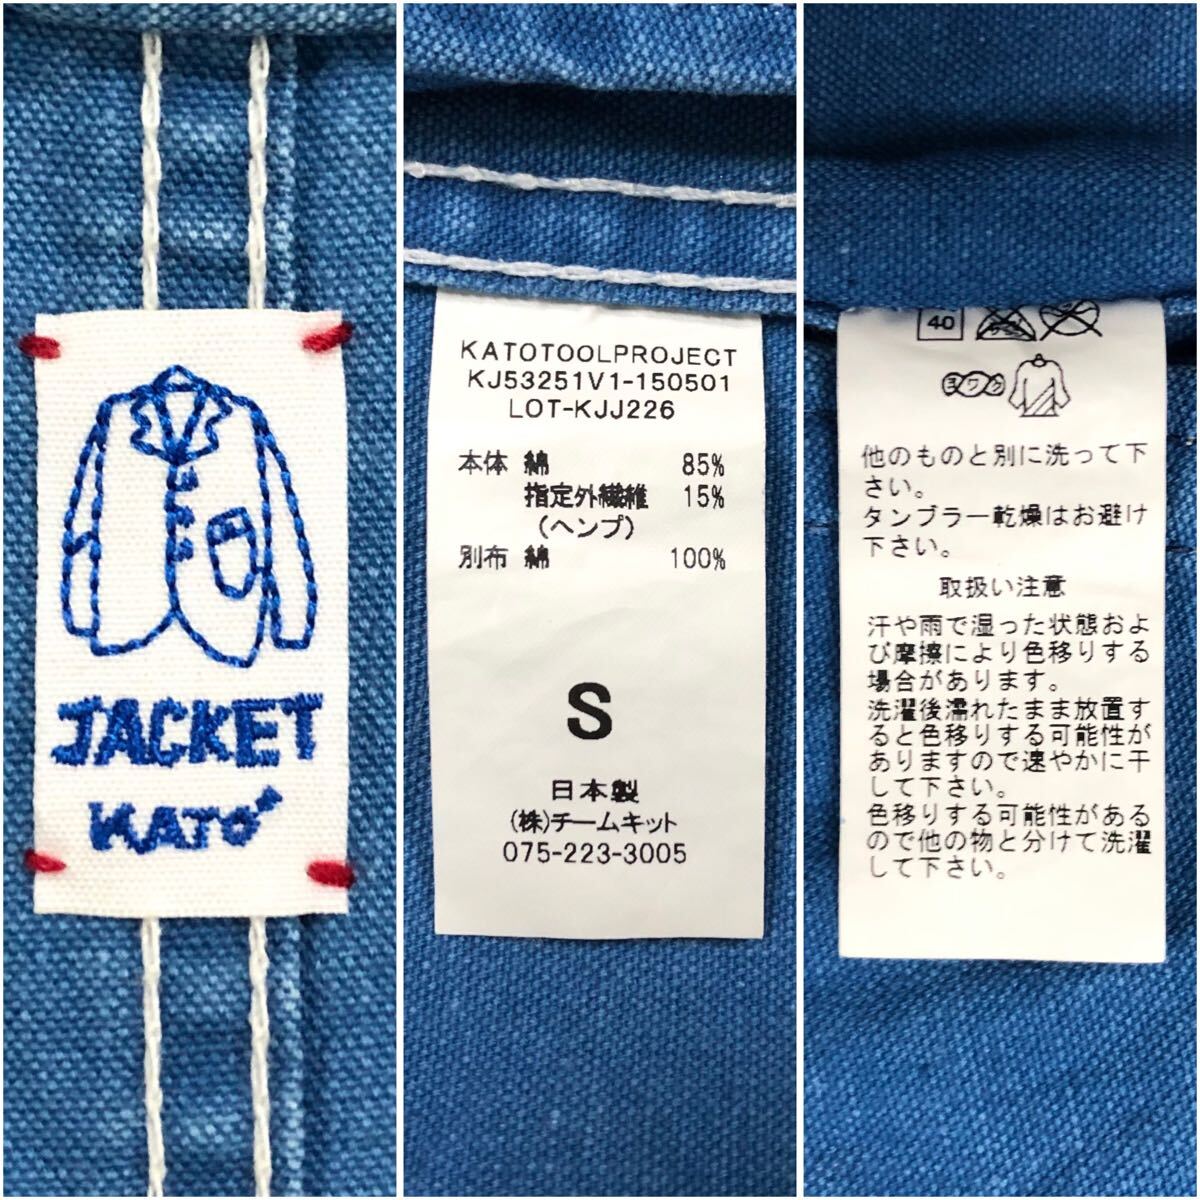 JACKET
KATO'
KATOTOOLPROJECT
KJ53251V1-150501
LOT-KJJ226
本体 綿 85%
指定外繊維 15%
(ヘンプ)
別布 綿 100%
S
日本製
(株)チームキット
075-223-3005
40
ヨワク
他のものと別に洗って下
さい。
タンブラー乾燥はお避け
下さい。
取扱い注意
汗や雨で湿った状態およ
び摩擦により色移りする
場合があります。
洗濯後濡れたまま放置す
ると色移りする可能性が
ありますので速やかに干
して下さい。
色移りする可能性がある
ので他の物と分けて洗濯
して下さい。